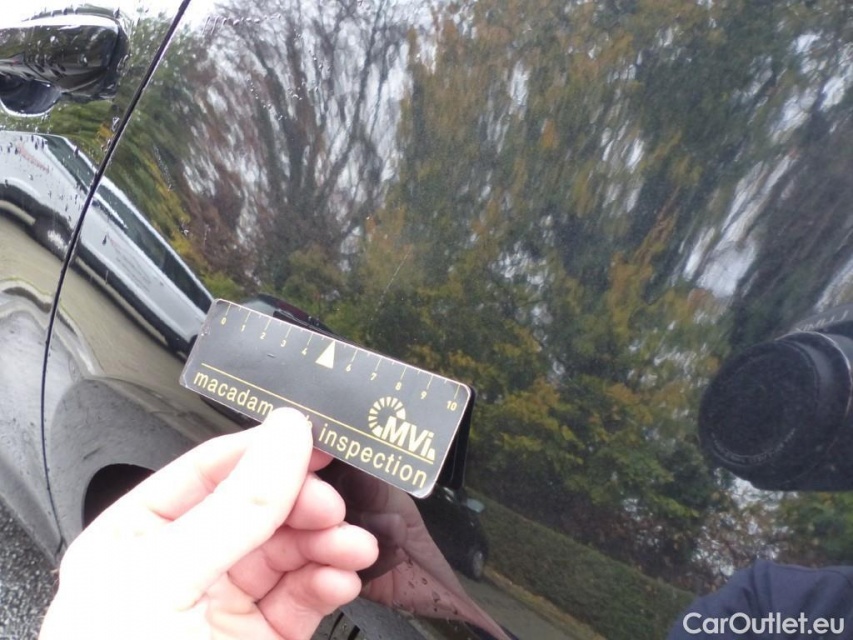 0 1 2 3 4 6 7 8 9 10
MVi
macadam
inspection
CarOutlet.eu